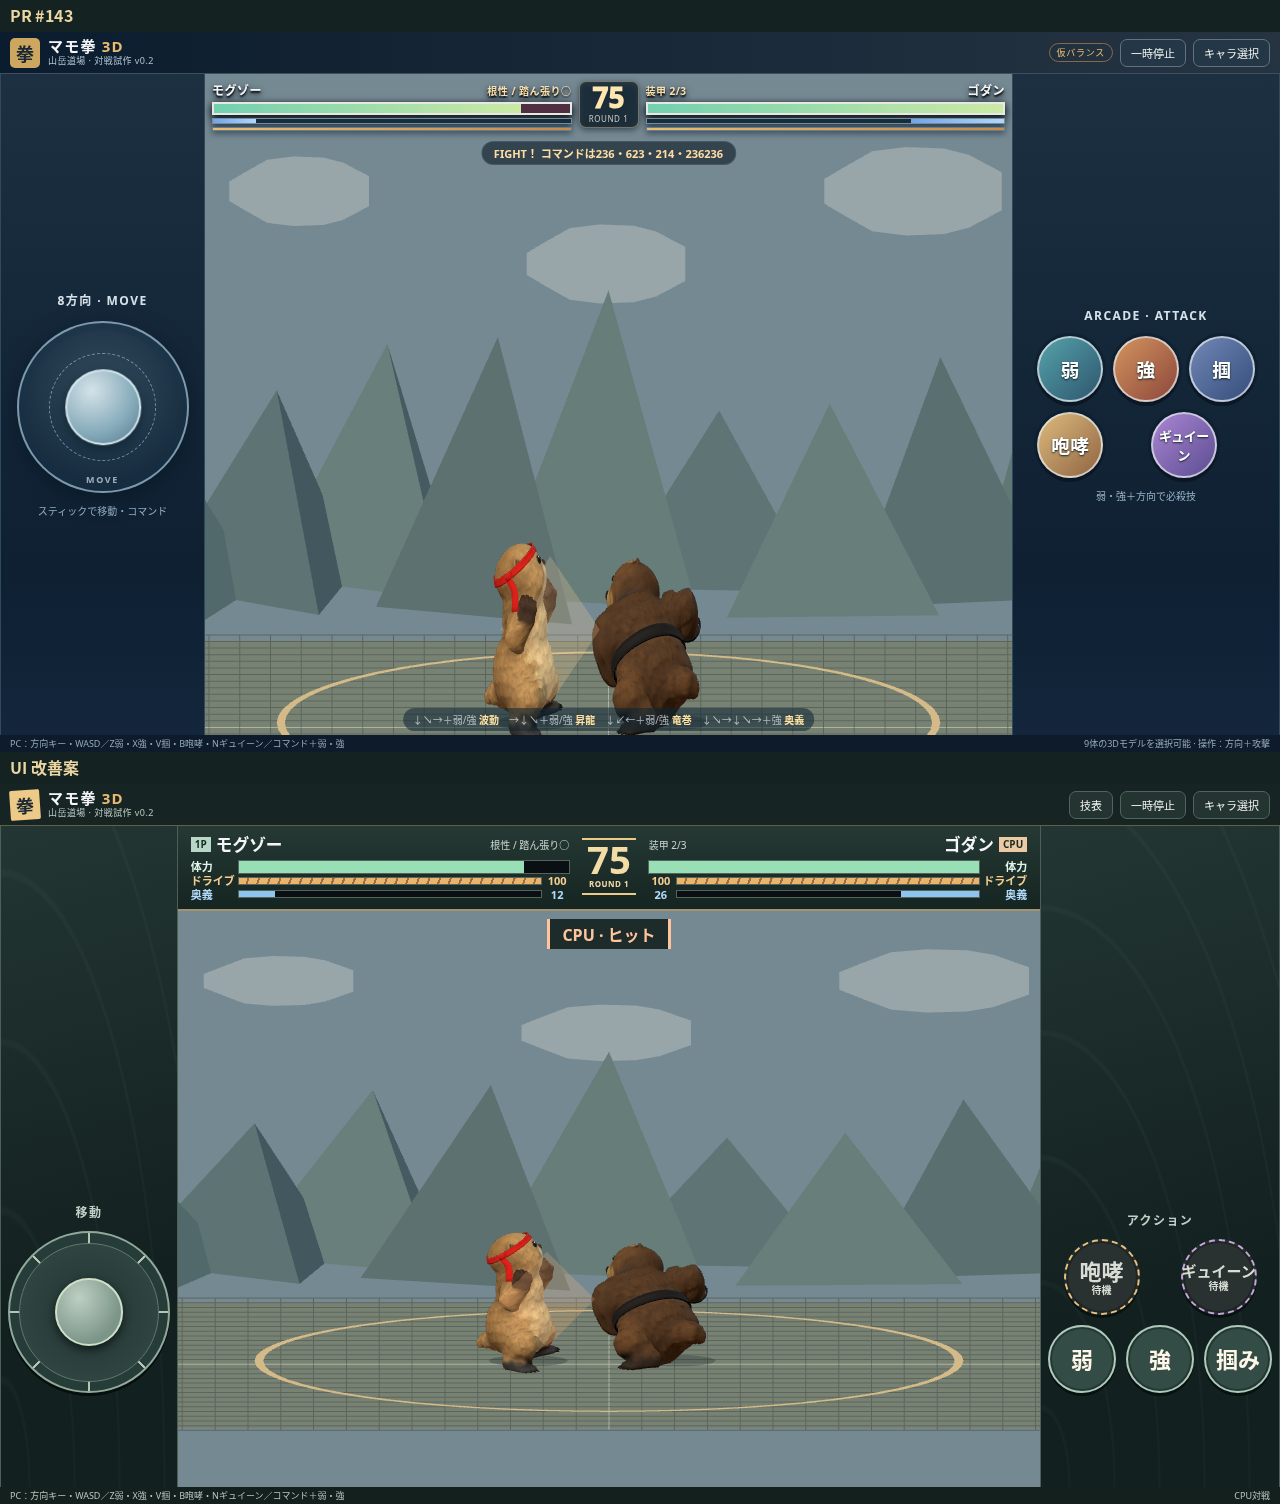 PR #143
拳 マモ拳 3D
山岳道場・対戦試作 v0.2
仮バランス 一時停止 キャラ選択
モグゾー 根性 / 踏ん張り○ 75 装甲 2/3 ゴダン
ROUND 1
FIGHT！ コマンドは236・623・214・236236
8方向・MOVE
MOVE
スティックで移動・コマンド
ARCADE・ATTACK
弱 強 掴
咆哮 ギュイーン
弱・強＋方向で必殺技
↓↘→＋弱/強 波動 →↓↘＋弱/強 昇龍 ↓↙←＋弱/強 竜巻 ↓↘→↓↘→＋強 奥義
PC：方向キー・WASD／Z弱・X強・V掴・B咆哮・Nギュイーン／コマンド＋弱・強
9体の3Dモデルを選択可能 · 操作：方向＋攻撃
UI 改善案
拳 マモ拳 3D
山岳道場・対戦試作 v0.2
技表 一時停止 キャラ選択
1P モグゾー 根性 / 踏ん張り○ 75 装甲 2/3 ゴダン CPU
体力 体力
ドライブ 100 ROUND 1 100 ドライブ
奥義 12 26 奥義
CPU · ヒット
移動
アクション
咆哮 待機 ギュイーン 待機
弱 強 掴み
PC：方向キー・WASD／Z弱・X強・V掴・B咆哮・Nギュイーン／コマンド＋弱・強
CPU対戦